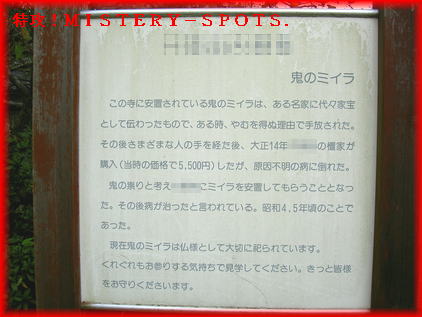 特攻!MISTERY-SPOTS.
鬼のミイラ
この寺に安置されている鬼のミイラは、ある名家に代々家宝
として伝わったもので、ある時、やむを得ぬ理由で手放された。
その後さまざまな人の手を経た後、大正14年 の檀家が
購入(当時の価格で5,500円)したが、原因不明の病に倒れた。
鬼の祟りと考え にミイラを安置してもらうこととなっ
た。その後病が治ったと言われている。昭和4,5年頃のことで
あった。
現在鬼のミイラは仏様として大切に祀られています。
くれぐれもお参りする気持ちで見学してください。きっと皆様
をお守りくださいます。